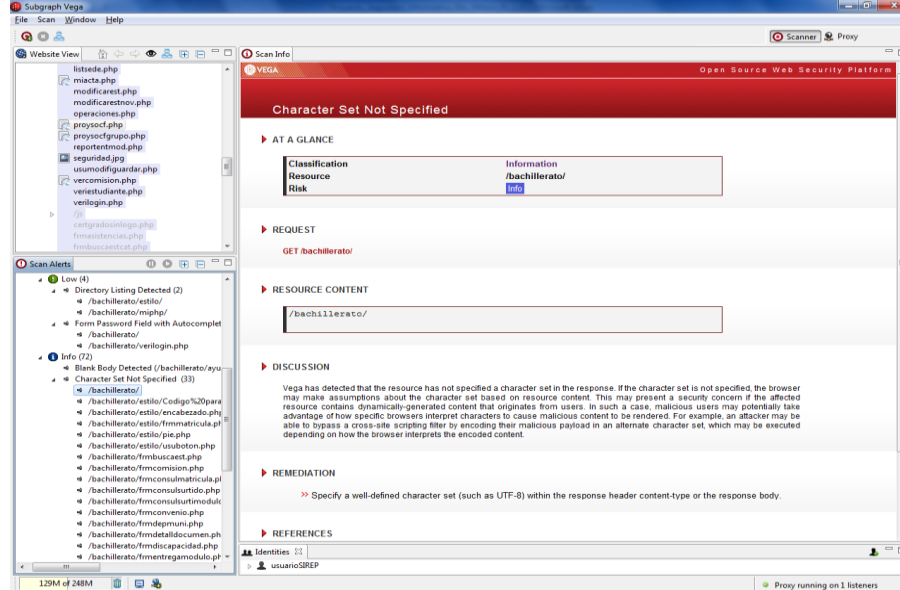 Subgraph Vega
File Scan Window Help
Scanner Proxy
Website View
listsede.php
miacta.php
modificarest.php
modificarestnov.php
operaciones.php
proysocf.php
proysocfgrupo.php
reportentmod.php
seguridad.jpg
usumodifiguardar.php
vercomision.php
veriestudiante.php
verilogin.php
/js
certgradosinlogo.php
frmasistencias.php
frmbuscaestcat.php
Scan Alerts
Low (4)
Directory Listing Detected (2)
/bachillerato/estilo/
/bachillerato/miphp/
Form Password Field with Autocomplet
/bachillerato/
/bachillerato/verilogin.php
Info (72)
Blank Body Detected (/bachillerato/ayu
Character Set Not Specified (33)
/bachillerato/
/bachillerato/estilo/Codigo%20para
/bachillerato/estilo/encabezado.php
/bachillerato/estilo/frmmatricula.ph
/bachillerato/estilo/pie.php
/bachillerato/estilo/usuboton.php
/bachillerato/frmbuscaest.php
/bachillerato/frmcomision.php
/bachillerato/frmconsulmatricula.pl
/bachillerato/frmconsulsurtido.php
/bachillerato/frmconsulsurtimodulo
/bachillerato/frmconvenio.php
/bachillerato/frmdepmuni.php
/bachillerato/frmdetalldocumen.ph
/bachillerato/frmdiscapacidad.php
/bachillerato/frmentregamodulo.ph
129M of 248M
Scan Info
VEGA
Open Source Web Security Platform
Character Set Not Specified
AT A GLANCE
Classification Information
Resource /bachillerato/
Risk Info
REQUEST
GET /bachillerato/
RESOURCE CONTENT
/bachillerato/
DISCUSSION
Vega has detected that the resource has not specified a character set in the response. If the character set is not specified, the browser
may make assumptions about the character set based on resource content. This may present a security concern if the affected
resource contains dynamically-generated content that originates from users. In such a case, malicious users may potentially take
advantage of how specific browsers interpret characters to cause malicious content to be rendered. For example, an attacker may be
able to bypass a cross-site scripting filter by encoding their malicious payload in an alternate character set, which may be executed
depending on how the browser interprets the encoded content.
REMEDIATION
>> Specify a well-defined character set (such as UTF-8) within the response header content-type or the response body.
REFERENCES
Identities
usuarioSIREP
Proxy running on 1 listeners